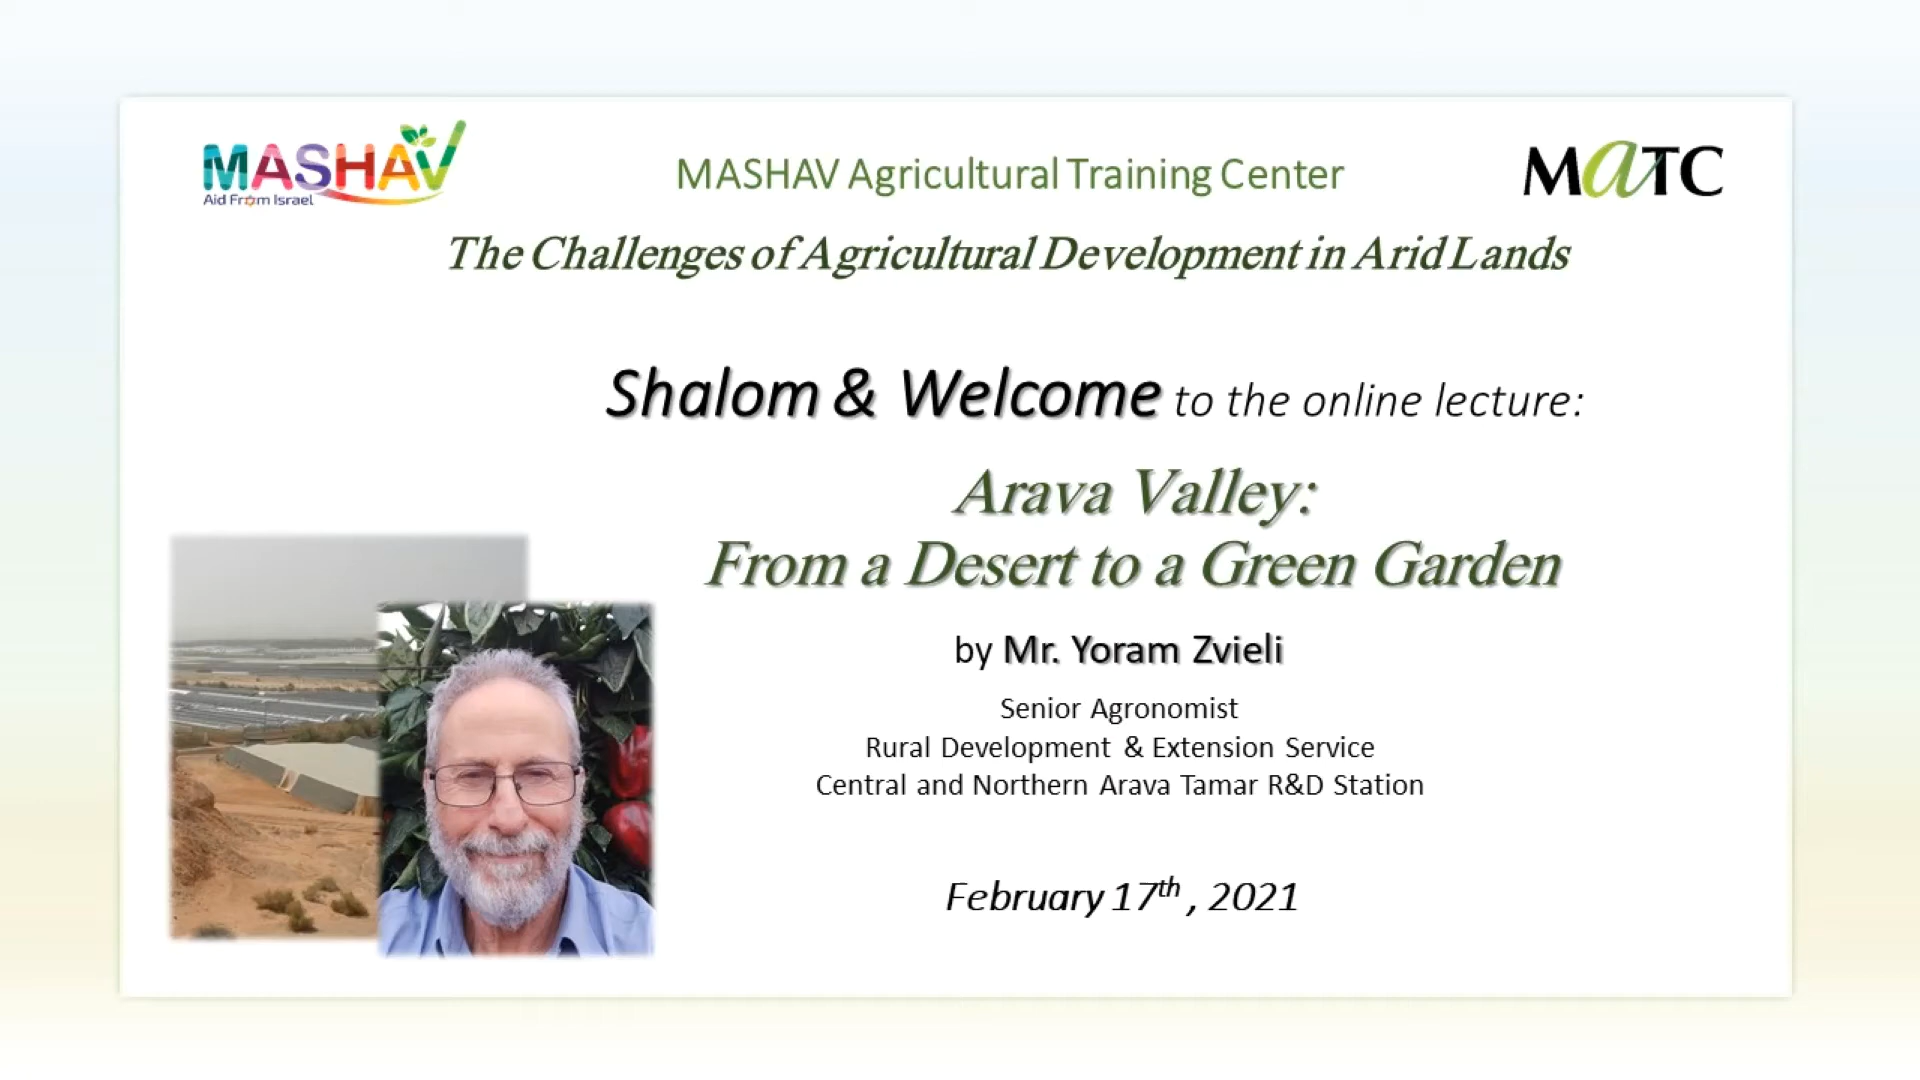 MASHAV
Aid From Israel
MASHAV Agricultural Training Center
MaTC
The Challenges of Agricultural Development in Arid Lands
Shalom & Welcome to the online lecture:
Arava Valley:
From a Desert to a Green Garden
by Mr. Yoram Zvieli
Senior Agronomist
Rural Development & Extension Service
Central and Northern Arava Tamar R&D Station
February 17th , 2021